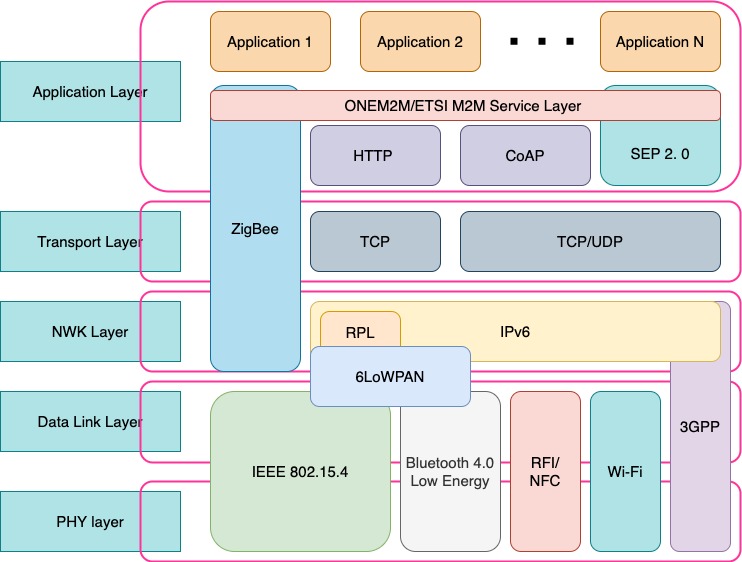 Application 1
Application 2
Application N
Application Layer
ONEM2M/ETSI M2M Service Layer
HTTP
CoAP
SEP 2. 0
ZigBee
Transport Layer
TCP
TCP/UDP
NWK Layer
RPL
IPv6
6LoWPAN
Data Link Layer
3GPP
IEEE 802.15.4
Bluetooth 4.0
Low Energy
RFI/
NFC
Wi-Fi
PHY layer